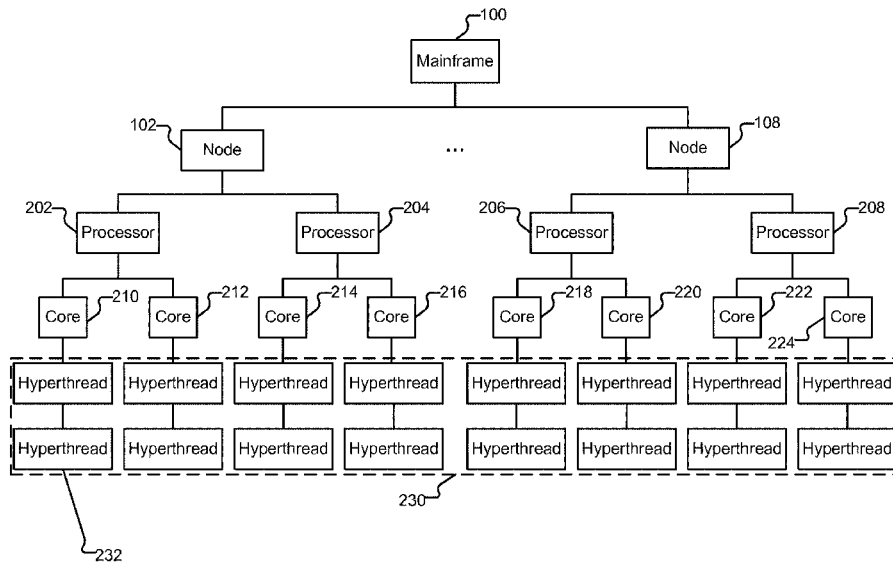 100
Mainframe
102
Node
...
Node
108
202
Processor
204
Processor
206
Processor
208
Processor
Core
210
Core
212
Core
214
Core
216
Core
218
Core
220
Core
222
Core
224
Hyperthread Hyperthread Hyperthread Hyperthread Hyperthread Hyperthread Hyperthread Hyperthread
Hyperthread Hyperthread Hyperthread Hyperthread Hyperthread Hyperthread Hyperthread Hyperthread
230
232